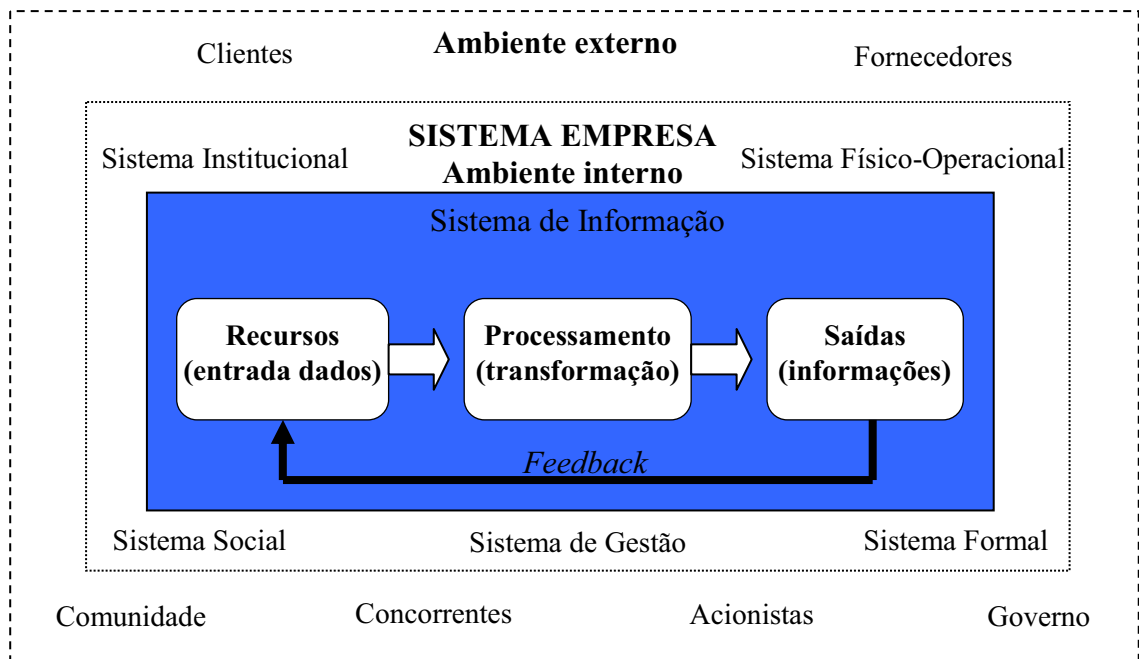 Ambiente externo
Clientes
Fornecedores
SISTEMA EMPRESA
Ambiente interno
Sistema Institucional
Sistema Físico-Operacional
Sistema de Informação
Recursos
(entrada dados)
Processamento
(transformação)
Saídas
(informações)
Feedback
Sistema Social
Sistema de Gestão
Sistema Formal
Comunidade
Concorrentes
Acionistas
Governo